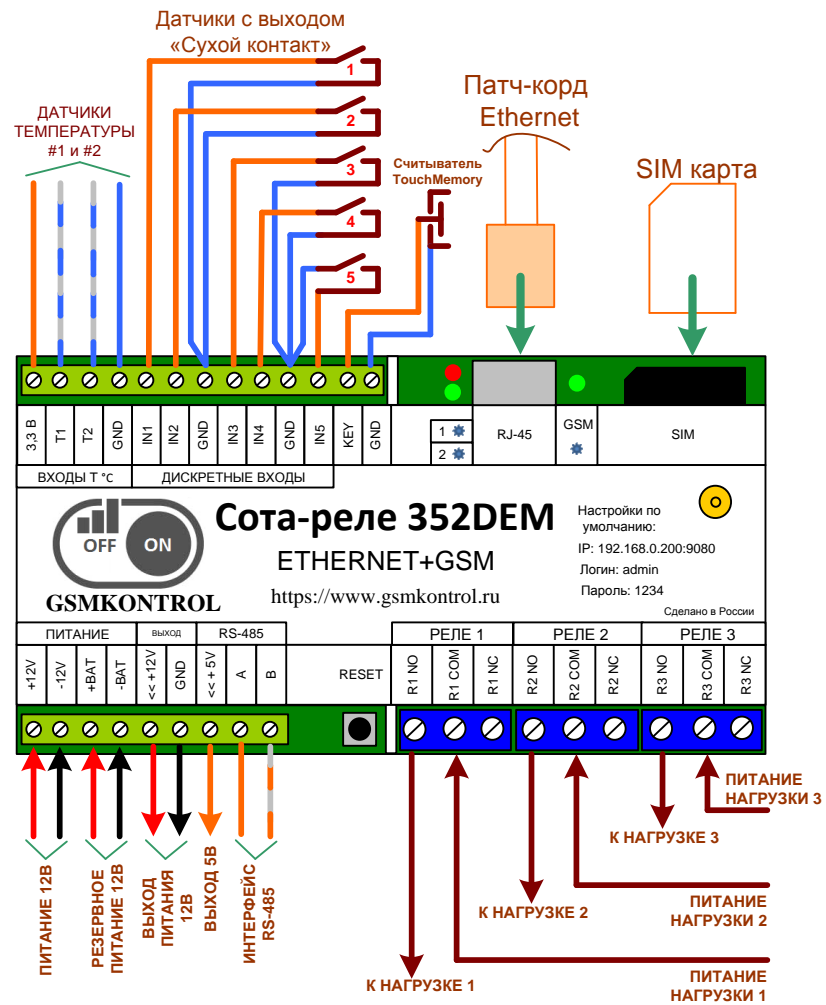 Датчики с выходом
«Сухой контакт»
1
2
3
4
5
ДАТЧИКИ
ТЕМПЕРАТУРЫ
#1 и #2
Считыватель
TouchMemory
Патч-корд
Ethernet
SIM карта
3,3 В
T1
T2
GND
IN1
IN2
GND
IN3
IN4
GND
IN5
KEY
GND
1
2
RJ-45
GSM
SIM
ВХОДЫ Т °С
ДИСКРЕТНЫЕ ВХОДЫ
OFF
ON
GSMKONTROL
Сота-реле 352DEM
ETHERNET+GSM
https://www.gsmkontrol.ru
Настройки по
умолчанию:
IP: 192.168.0.200:9080
Логин: admin
Пароль: 1234
Сделано в России
ПИТАНИЕ
ВЫХОД
RS-485
+12V
-12V
+BAT
-BAT
<< +12V
GND
<< + 5V
A
B
RESET
РЕЛЕ 1
РЕЛЕ 2
РЕЛЕ 3
R1 NO
R1 COM
R1 NC
R2 NO
R2 COM
R2 NC
R3 NO
R3 COM
R3 NC
ПИТАНИЕ 12В
РЕЗЕРВНОЕ
ПИТАНИЕ 12В
ВЫХОД
ПИТАНИЯ
12В
ВЫХОД 5В
ИНТЕРФЕЙС
RS-485
ПИТАНИЕ
НАГРУЗКИ 3
К НАГРУЗКЕ 3
ПИТАНИЕ
НАГРУЗКИ 2
К НАГРУЗКЕ 2
ПИТАНИЕ
НАГРУЗКИ 1
К НАГРУЗКЕ 1